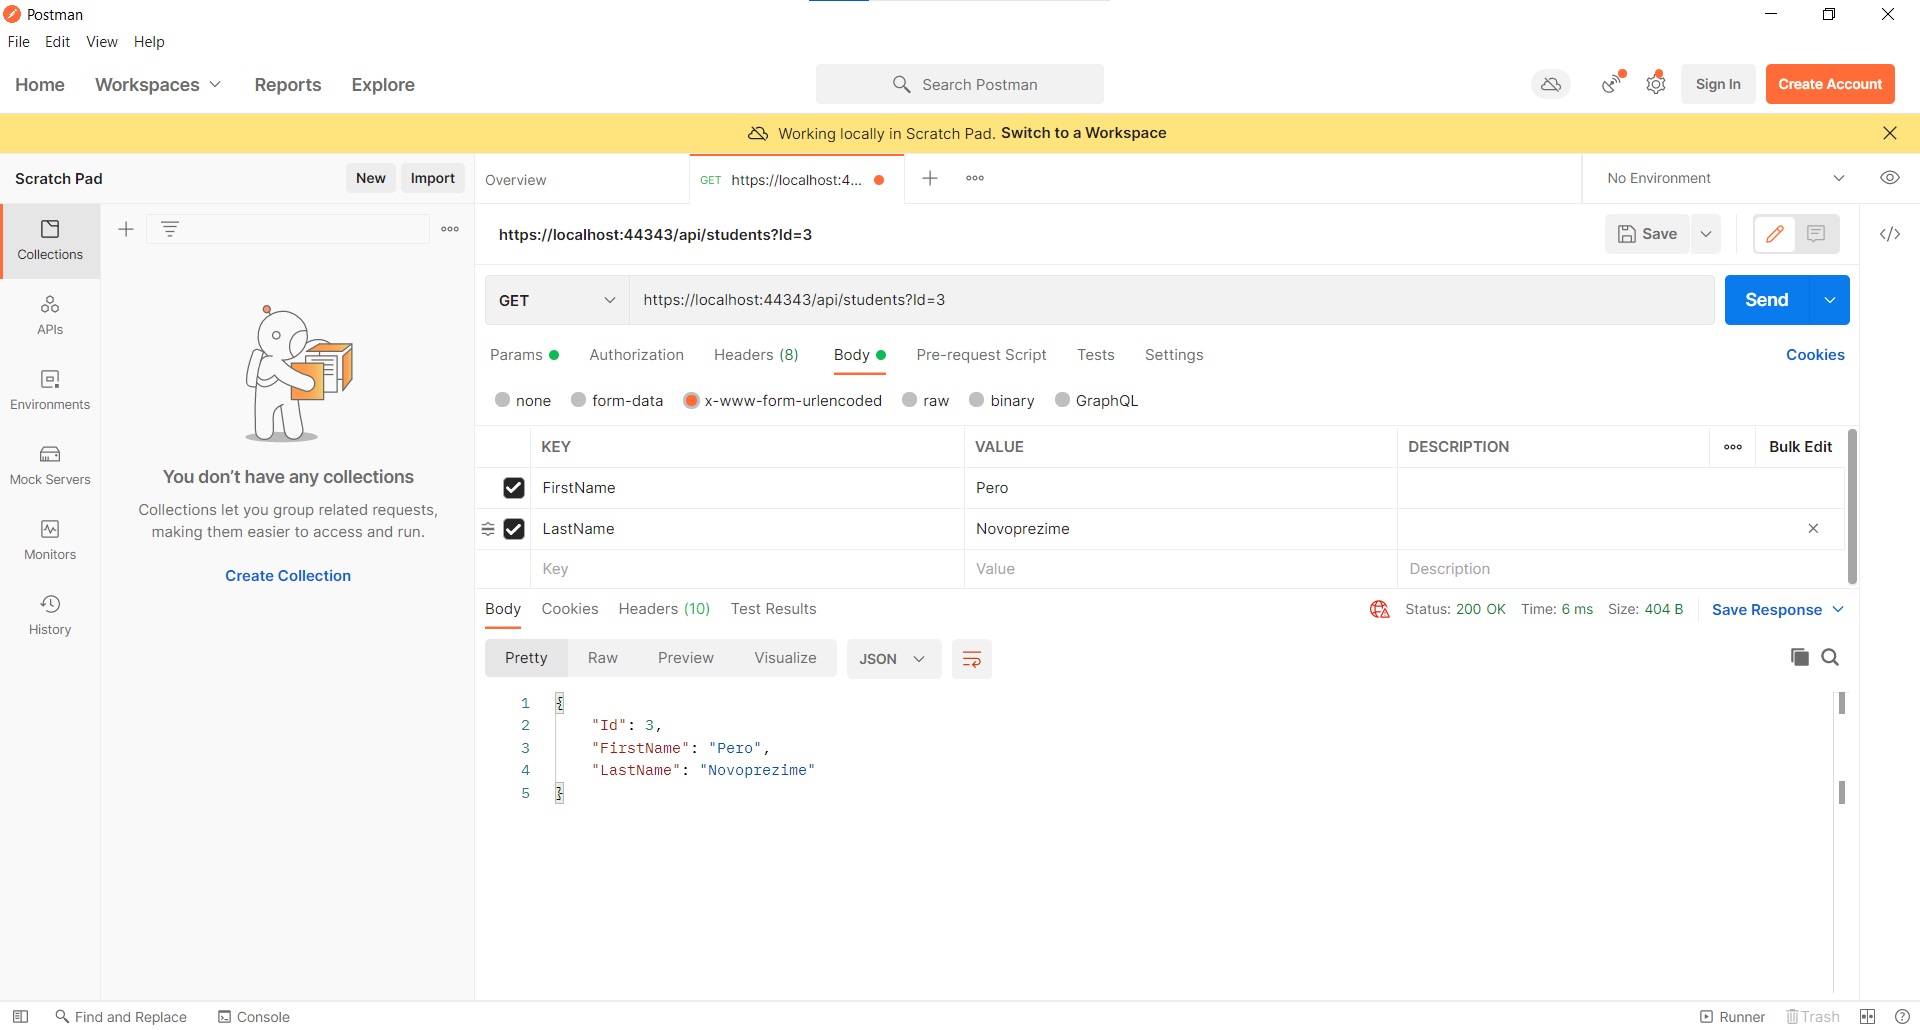 Postman
File Edit View Help
Home Workspaces Reports Explore
Search Postman
Sign In
Create Account
Working locally in Scratch Pad. Switch to a Workspace
Scratch Pad
New
Import
Overview
GET https://localhost:4...
No Environment
Collections
APIs
Environments
Mock Servers
Monitors
History
You don't have any collections
Collections let you group related requests,
making them easier to access and run.
Create Collection
https://localhost:44343/api/students?Id=3
Save
GET
https://localhost:44343/api/students?Id=3
Send
Params Authorization Headers (8) Body Pre-request Script Tests Settings
Cookies
none form-data x-www-form-urlencoded raw binary GraphQL
KEY VALUE DESCRIPTION
Bulk Edit
FirstName Pero
LastName Novoprezime
Key Value Description
Body Cookies Headers (10) Test Results
Status: 200 OK Time: 6 ms Size: 404 B Save Response
Pretty Raw Preview Visualize JSON
1 {
2 "Id": 3,
3 "FirstName": "Pero",
4 "LastName": "Novoprezime"
5 }
Find and Replace
Console
Runner
Trash